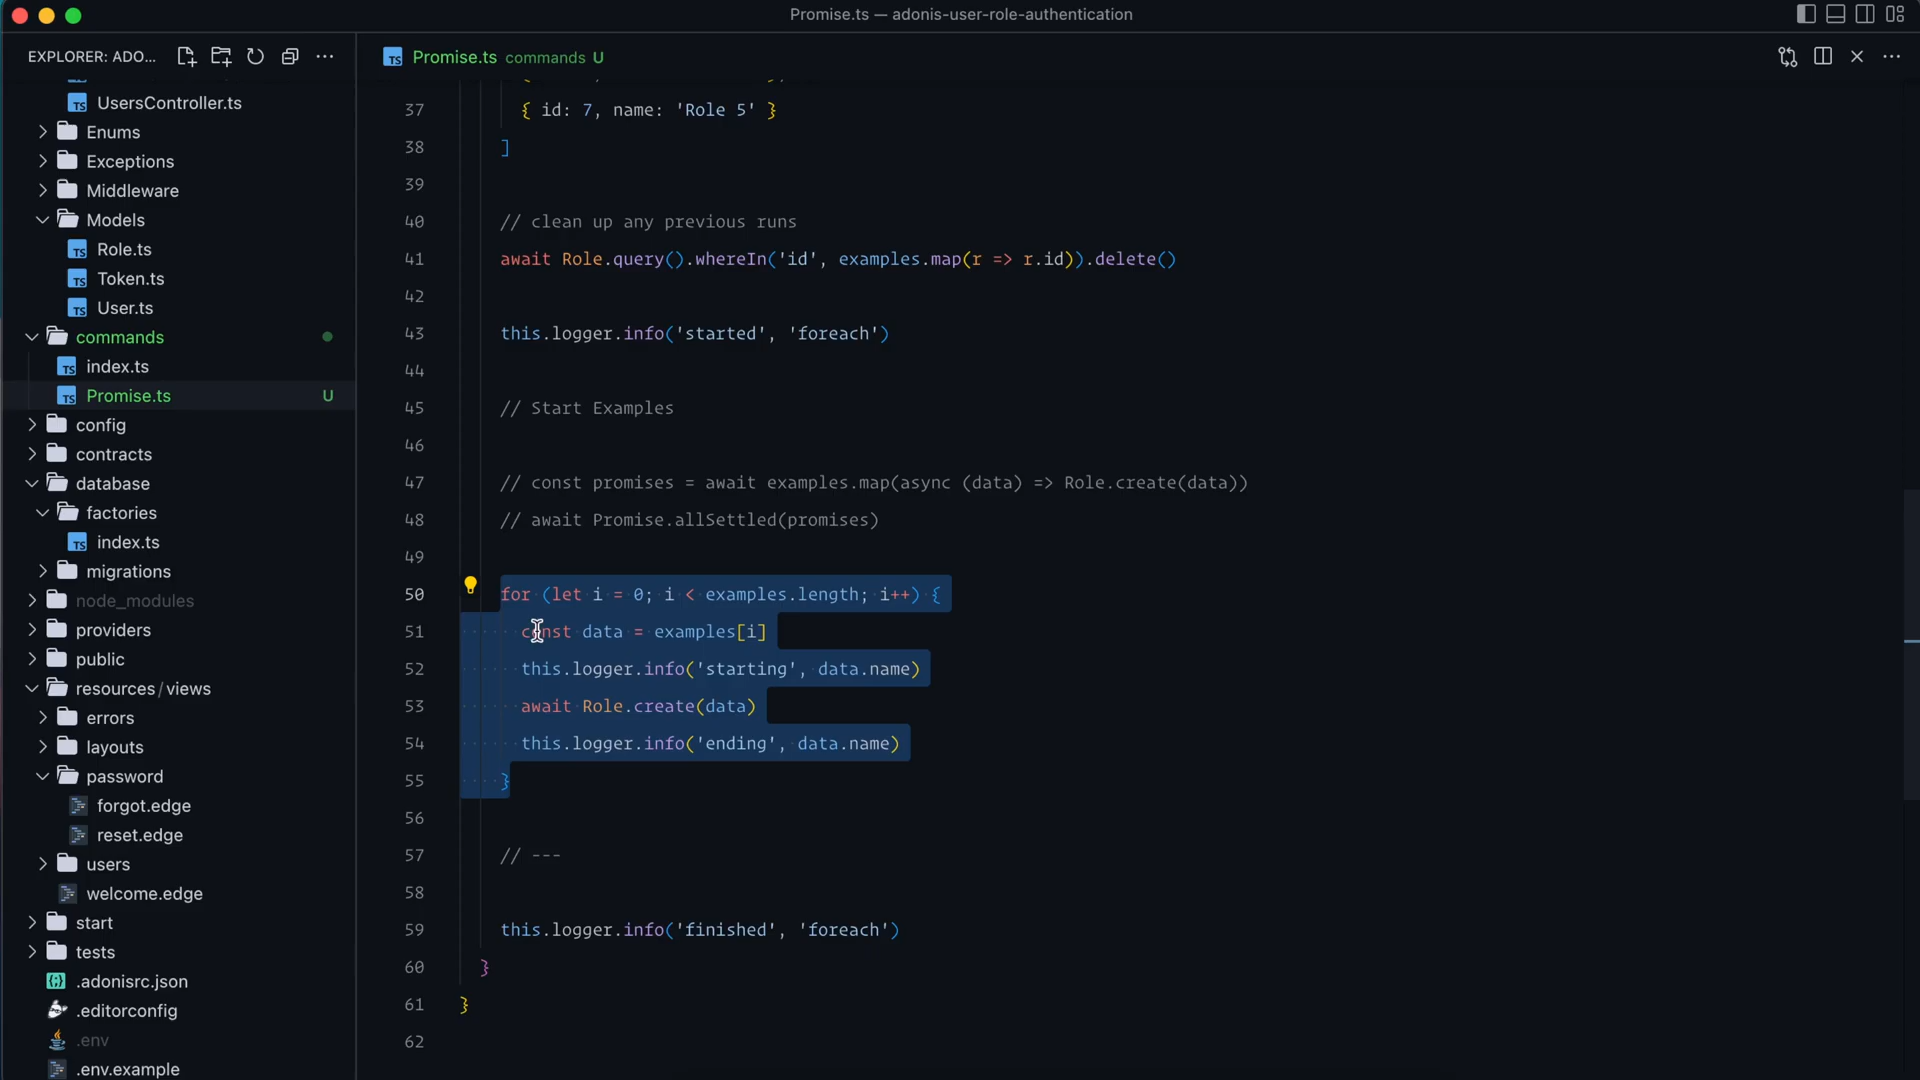 Promise.ts — adonis-user-role-authentication
EXPLORER: ADO...
Promise.ts commands U
UsersController.ts
Enums
Exceptions
Middleware
Models
Role.ts
Token.ts
User.ts
commands
index.ts
Promise.ts U
config
contracts
database
factories
index.ts
migrations
node_modules
providers
public
resources/views
errors
layouts
password
forgot.edge
reset.edge
users
welcome.edge
start
tests
.adonisrc.json
.editorconfig
.env
.env.example
37 { id: 7, name: 'Role 5' }
38 ]
39
40 // clean up any previous runs
41 await Role.query().whereIn('id', examples.map(r => r.id)).delete()
42
43 this.logger.info('started', 'foreach')
44
45 // Start Examples
46
47 // const promises = await examples.map(async (data) => Role.create(data))
48 // await Promise.allSettled(promises)
49
50 for (let i = 0; i < examples.length; i++) {
51 const data = examples[i]
52 this.logger.info('starting', data.name)
53 await Role.create(data)
54 this.logger.info('ending', data.name)
55 }
56
57 // ---
58
59 this.logger.info('finished', 'foreach')
60 }
61 }
62